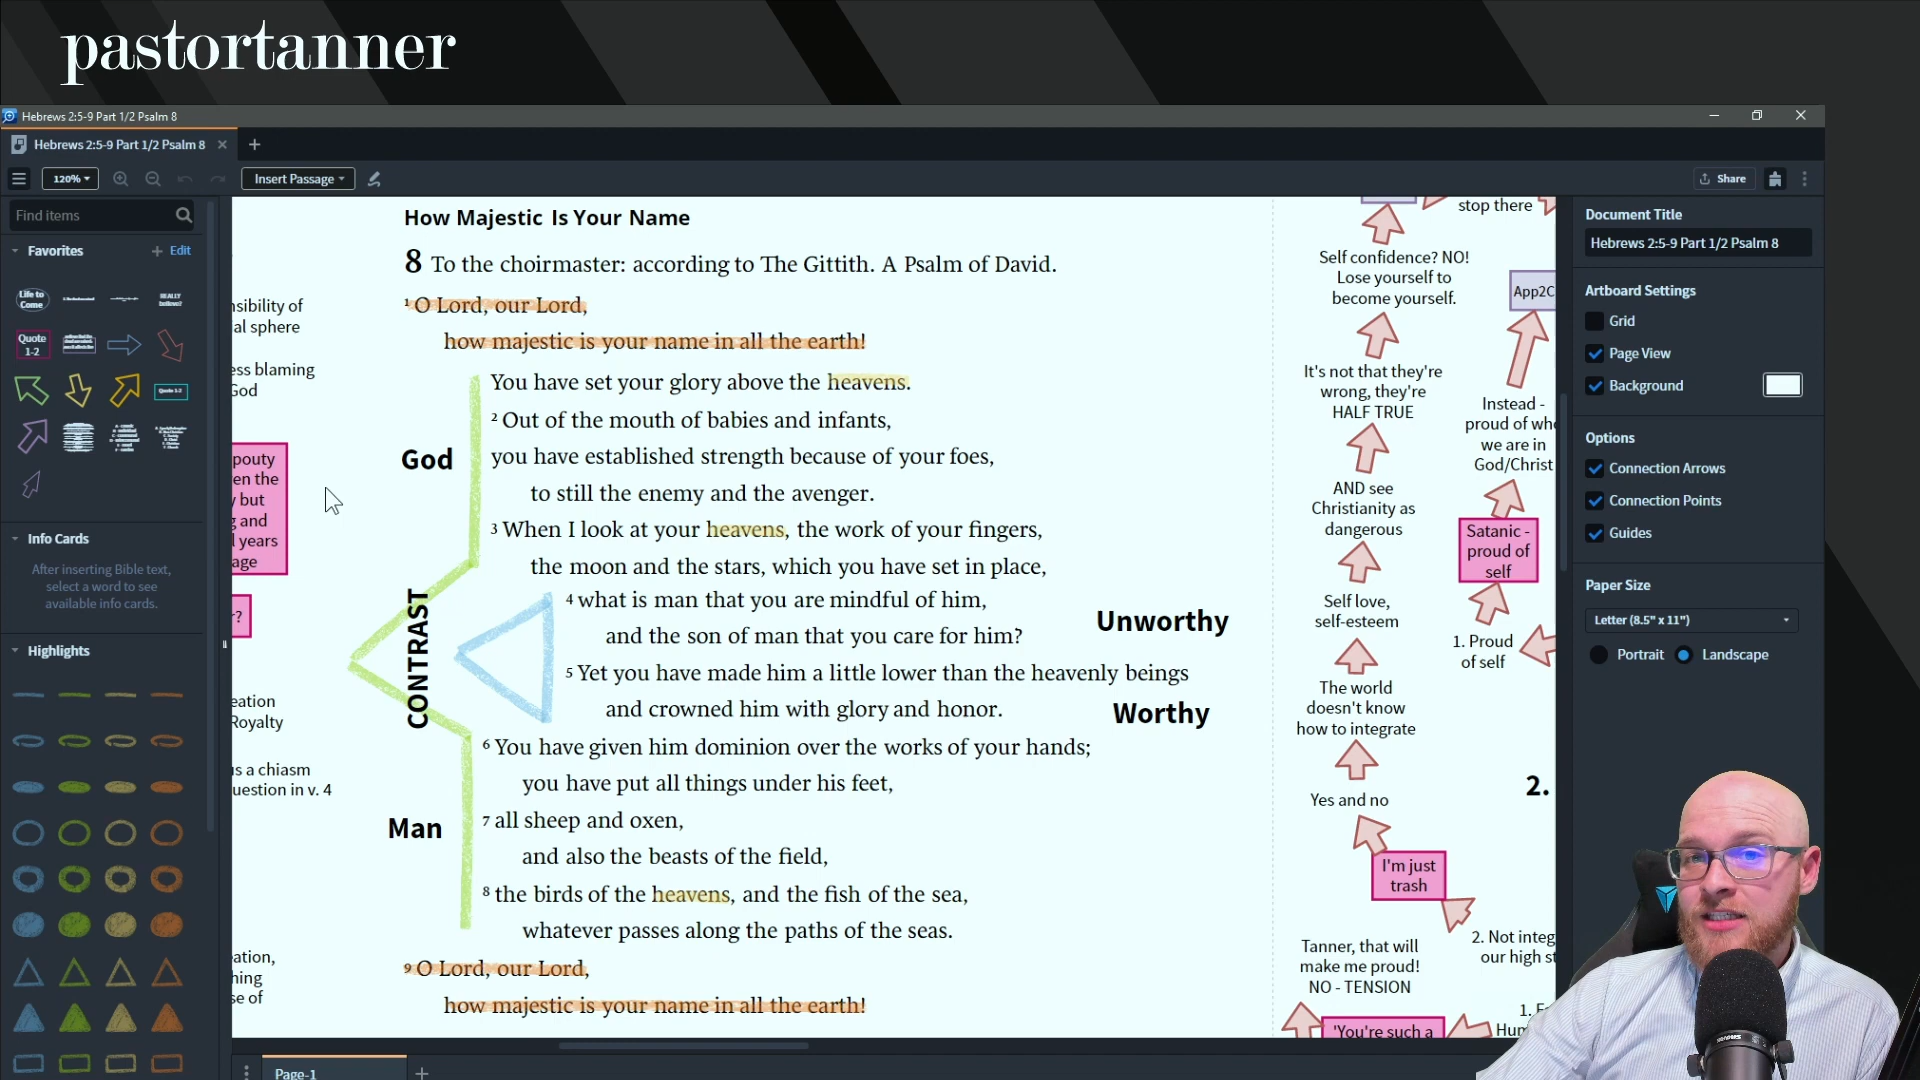 pastortanner
Hebrews 2:5-9 Part 1/2 Psalm 8
Hebrews 2:5-9 Part 1/2 Psalm 8
120%
Insert Passage
Share
Find items
Favorites
Edit
Life to
Come
REALLY
believe?
Quote
1-2
Quote 1-2
Info Cards
After inserting Bible text,
select a word to see
available info cards.
Highlights
nsibility of
al sphere
ess blaming
God
pouty
en the
y but
g and
l years
age
r?
eation
Royalty
is a chiasm
uestion in v. 4
eation,
hing
se of
How Majestic Is Your Name
8 To the choirmaster: according to The Gittith. A Psalm of David.
1 O Lord, our Lord,
how majestic is your name in all the earth!
You have set your glory above the heavens.
2 Out of the mouth of babies and infants,
you have established strength because of your foes,
to still the enemy and the avenger.
3 When I look at your heavens, the work of your fingers,
the moon and the stars, which you have set in place,
4 what is man that you are mindful of him,
and the son of man that you care for him?
5 Yet you have made him a little lower than the heavenly beings
and crowned him with glory and honor.
6 You have given him dominion over the works of your hands;
you have put all things under his feet,
7 all sheep and oxen,
and also the beasts of the field,
8 the birds of the heavens, and the fish of the sea,
whatever passes along the paths of the seas.
9 O Lord, our Lord,
how majestic is your name in all the earth!
God
CONTRAST
Man
Unworthy
Worthy
stop there
Self confidence? NO!
Lose yourself to
become yourself.
It's not that they're
wrong, they're
HALF TRUE
AND see
Christianity as
dangerous
Self love,
self-esteem
The world
doesn't know
how to integrate
Yes and no
I'm just
trash
Tanner, that will
make me proud!
NO - TENSION
'You're such a
App2C
Instead -
proud of who
we are in
God/Christ
Satanic -
proud of
self
1. Proud
of self
2.
2. Not integ
our high st
1.
Hum
Page-1
Document Title
Hebrews 2:5-9 Part 1/2 Psalm 8
Artboard Settings
Grid
Page View
Background
Options
Connection Arrows
Connection Points
Guides
Paper Size
Letter (8.5" x 11")
Portrait
Landscape